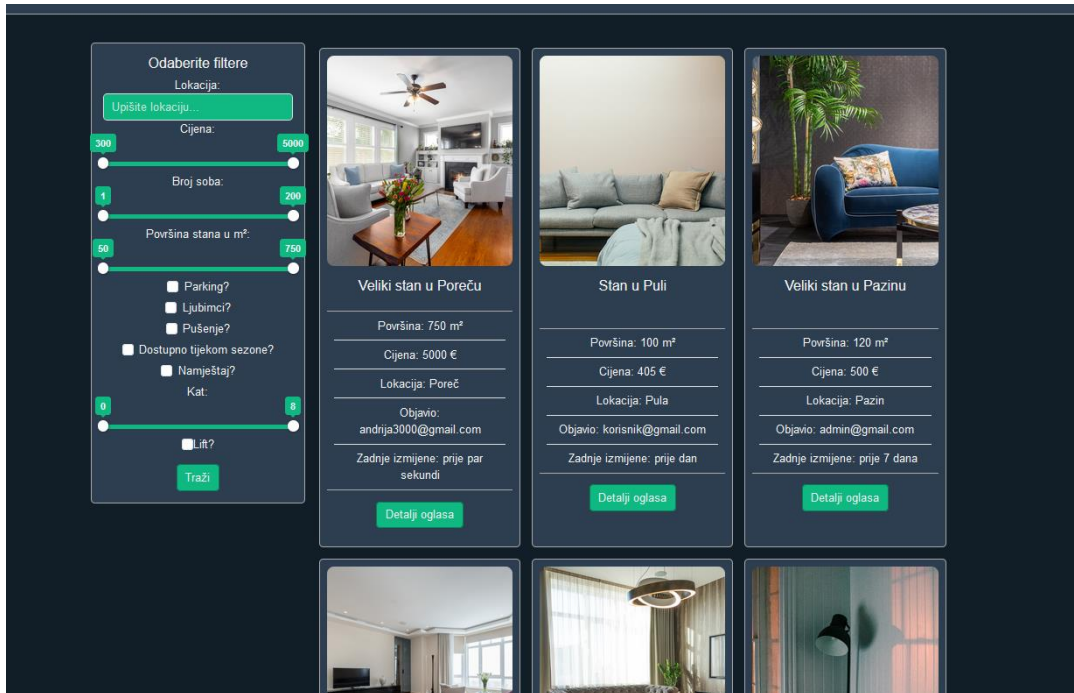 Odaberite filtere
Lokacija:
Upišite lokaciju...
Cijena:
300 5000
Broj soba:
1 200
Površina stana u m²:
50 750
Parking?
Ljubimci?
Pušenje?
Dostupno tijekom sezone?
Namještaj?
Kat:
0 8
Lift?
Traži
Veliki stan u Poreču
Površina: 750 m²
Cijena: 5000 €
Lokacija: Poreč
Objavio:
andrija3000@gmail.com
Zadnje izmijene: prije par
sekundi
Detalji oglasa
Stan u Puli
Površina: 100 m²
Cijena: 405 €
Lokacija: Pula
Objavio: korisnik@gmail.com
Zadnje izmijene: prije dan
Detalji oglasa
Veliki stan u Pazinu
Površina: 120 m²
Cijena: 500 €
Lokacija: Pazin
Objavio: admin@gmail.com
Zadnje izmijene: prije 7 dana
Detalji oglasa